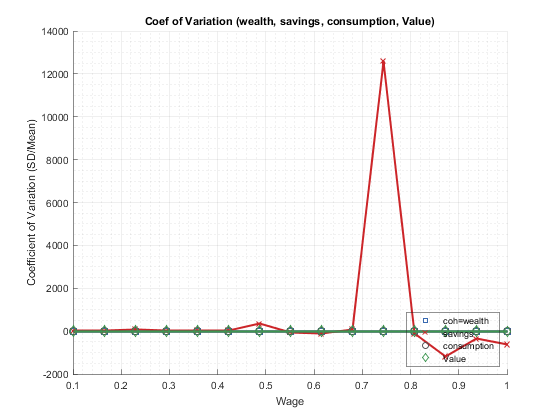 Coef of Variation (wealth, savings, consumption, Value)
14000
12000
10000
8000
6000
4000
2000
0
-2000
Coefficient of Variation (SD/Mean)
coh=wealth
savings
consumption
Value
0.1
0.2
0.3
0.4
0.5
0.6
0.7
0.8
0.9
1
Wage